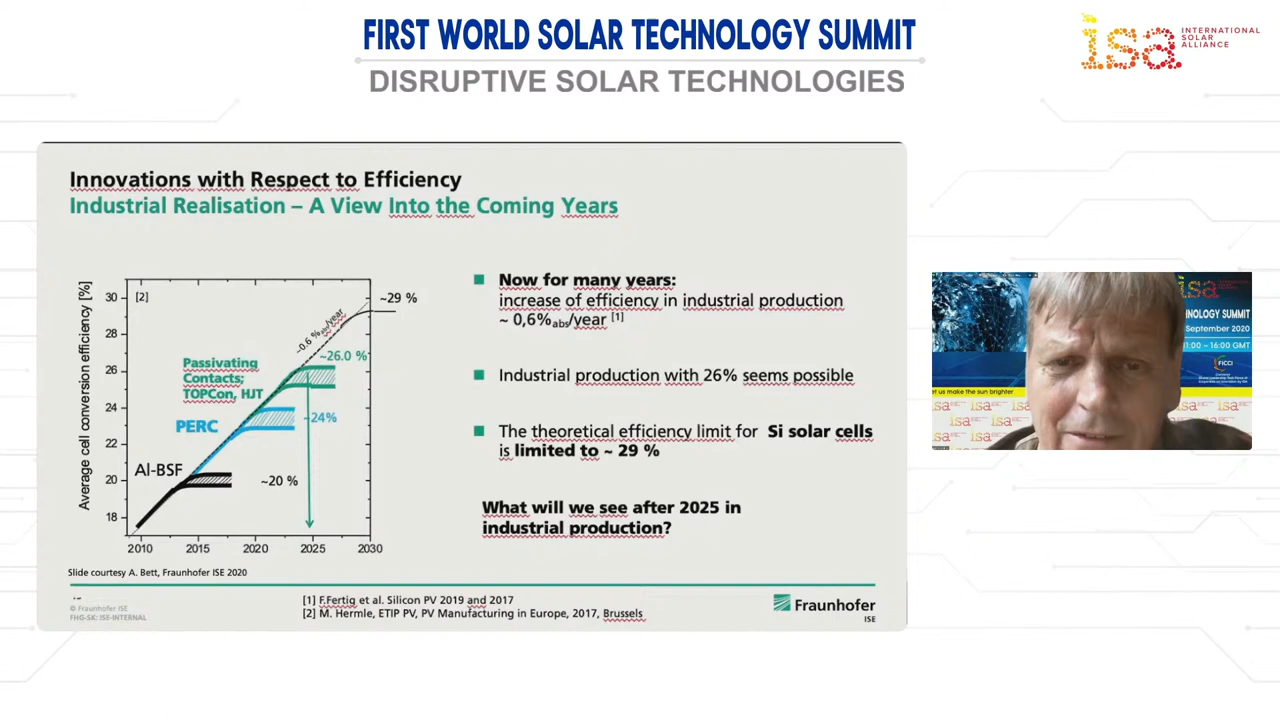 FIRST WORLD SOLAR TECHNOLOGY SUMMIT
DISRUPTIVE SOLAR TECHNOLOGIES
isa
INTERNATIONAL
SOLAR
ALLIANCE
Innovations with Respect to Efficiency
Industrial Realisation – A View Into the Coming Years
Average cell conversion efficiency [%]
30
28
26
24
22
20
18
2010
2015
2020
2025
2030
[2]
~29 %
~0.6 %abs/year
~26.0 %
Passivating
Contacts;
TOPCon, HJT
~24%
PERC
Al-BSF
~20 %
Now for many years:
increase of efficiency in industrial production
~ 0,6%abs/year [1]
Industrial production with 26% seems possible
The theoretical efficiency limit for Si solar cells
is limited to ~ 29 %
What will we see after 2025 in
industrial production?
Slide courtesy A. Bett, Fraunhofer ISE 2020
© Fraunhofer ISE
FHG-SK: ISE-INTERNAL
[1] F.Fertig et al. Silicon PV 2019 and 2017
[2] M. Hermle, ETIP PV, PV Manufacturing in Europe, 2017, Brussels
Fraunhofer
ISE
isa
NOLOGY SUMMIT
September 2020
11:00 – 16:00 GMT
FICCI
et us make the sun brighter
isa isa isa
isa